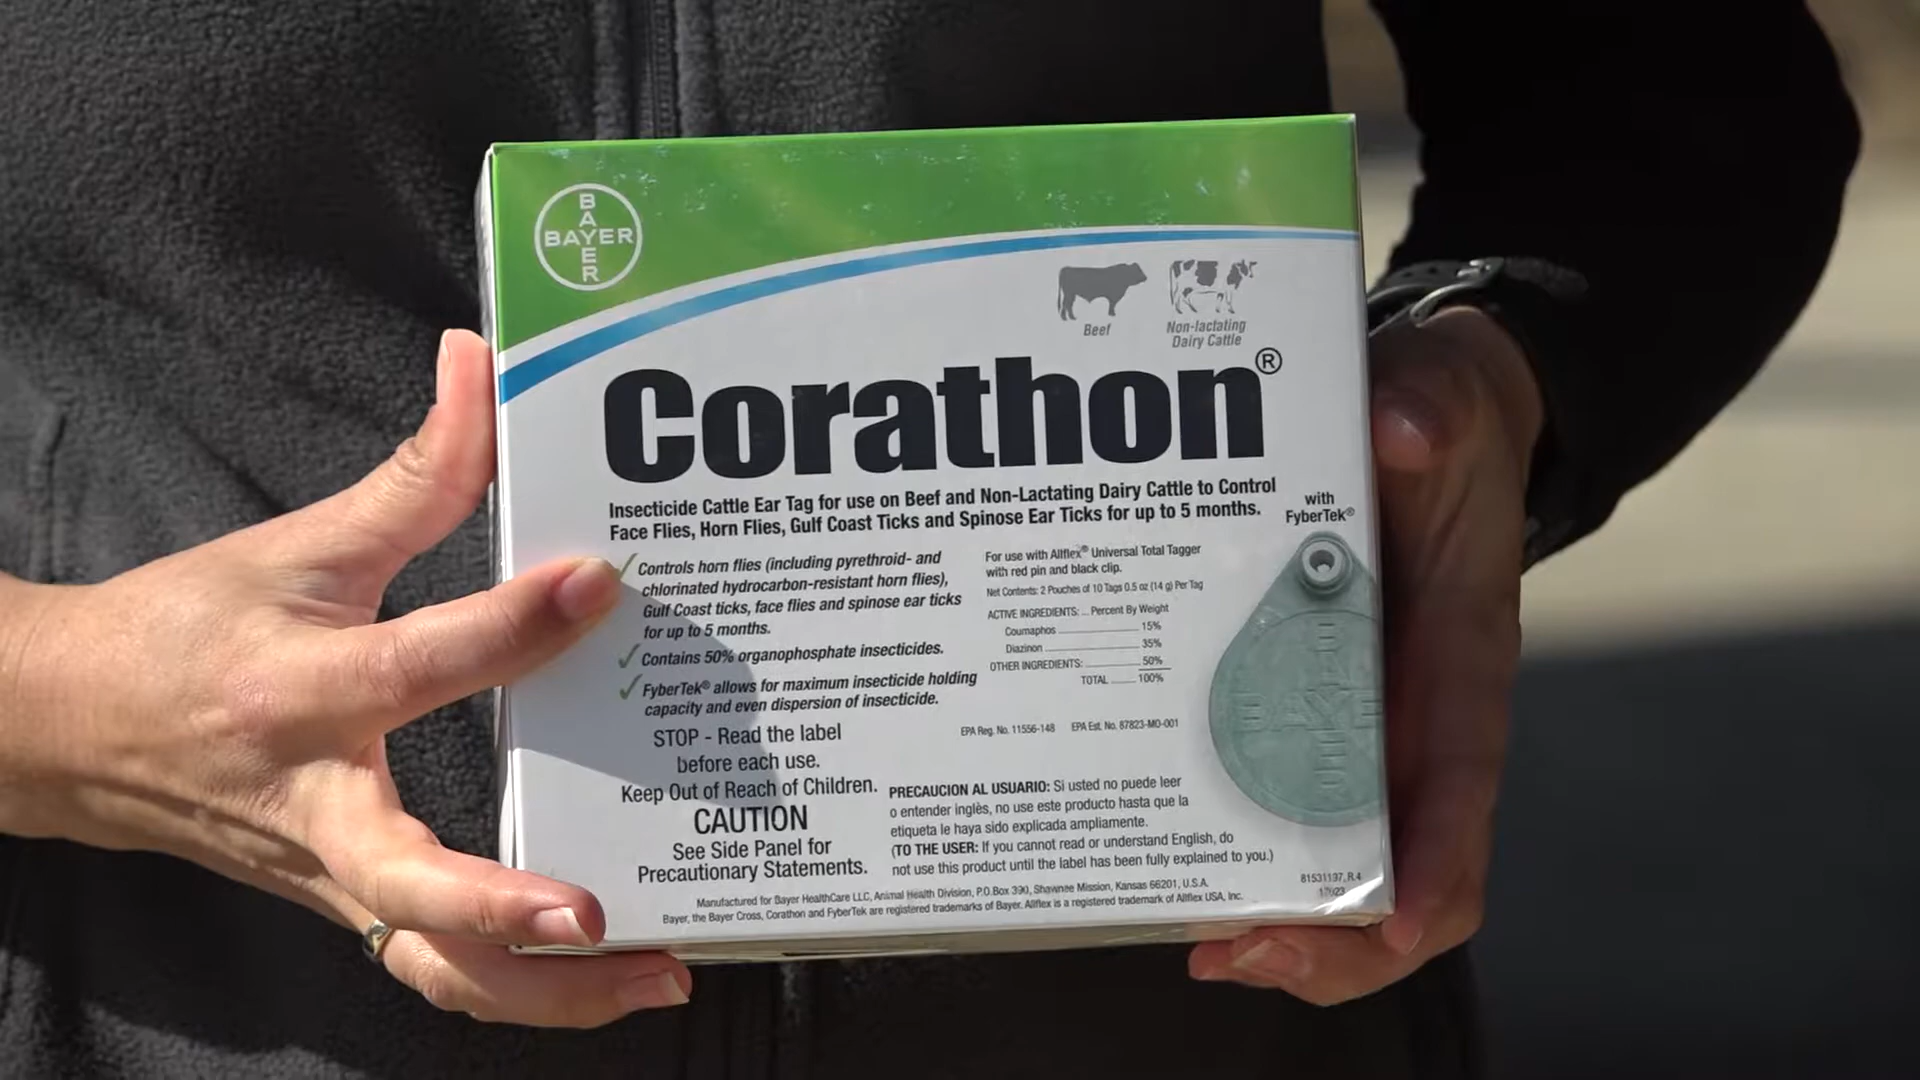 BAYER
BAYER
Beef
Non-lactating
Dairy Cattle
Corathon®
Insecticide Cattle Ear Tag for use on Beef and Non-Lactating Dairy Cattle to Control
Face Flies, Horn Flies, Gulf Coast Ticks and Spinose Ear Ticks for up to 5 months.
with
FyberTek®
✓ Controls horn flies (including pyrethroid- and
chlorinated hydrocarbon-resistant horn flies),
Gulf Coast ticks, face flies and spinose ear ticks
for up to 5 months.
✓ Contains 50% organophosphate insecticides.
✓ FyberTek® allows for maximum insecticide holding
capacity and even dispersion of insecticide.
For use with Allflex® Universal Total Tagger
with red pin and black clip.
Net Contents: 2 Pouches of 10 Tags 0.5 oz (14 g) Per Tag
ACTIVE INGREDIENTS: ... Percent By Weight
Coumaphos 15%
Diazinon 35%
OTHER INGREDIENTS: 50%
TOTAL 100%
EPA Reg. No. 11556-148 EPA Est. No. 87823-MO-001
STOP - Read the label
before each use.
Keep Out of Reach of Children.
CAUTION
See Side Panel for
Precautionary Statements.
PRECAUCION AL USUARIO: Si usted no puede leer
o entender inglès, no use este producto hasta que la
etiqueta le haya sido explicada ampliamente.
(TO THE USER: If you cannot read or understand English, do
not use this product until the label has been fully explained to you.)
Manufactured for Bayer HealthCare LLC, Animal Health Division, P.O. Box 390, Shawnee Mission, Kansas 66201, U.S.A.
Bayer, the Bayer Cross, Corathon and FyberTek are registered trademarks of Bayer. Allflex is a registered trademark of Allflex USA, Inc.
81531197, R.4
BAYER